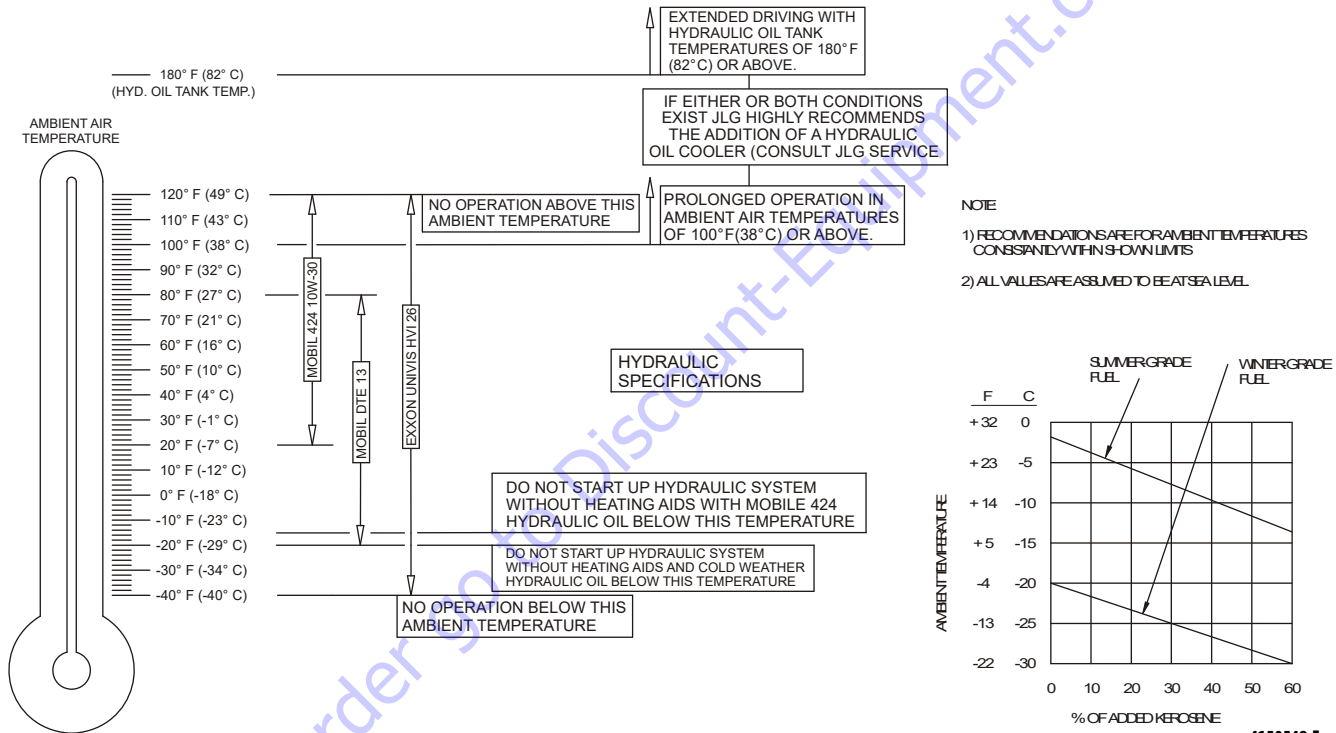 EXTENDED DRIVING WITH
HYDRAULIC OIL TANK
TEMPERATURES OF 180° F
(82°C) OR ABOVE.
180° F (82° C)
(HYD. OIL TANK TEMP.)
IF EITHER OR BOTH CONDITIONS
EXIST JLG HIGHLY RECOMMENDS
THE ADDITION OF A HYDRAULIC
OIL COOLER (CONSULT JLG SERVICE
AMBIENT AIR
TEMPERATURE
120° F (49° C)
110° F (43° C)
100° F (38° C)
90° F (32° C)
80° F (27° C)
70° F (21° C)
60° F (16° C)
50° F (10° C)
40° F (4° C)
30° F (-1° C)
20° F (-7° C)
10° F (-12° C)
0° F (-18° C)
-10° F (-23° C)
-20° F (-29° C)
-30° F (-34° C)
-40° F (-40° C)
MOBIL 424 10W-30
MOBIL DTE 13
EXXON UNIVIS HVI 26
NO OPERATION ABOVE THIS
AMBIENT TEMPERATURE
PROLONGED OPERATION IN
AMBIENT AIR TEMPERATURES
OF 100°F(38°C) OR ABOVE.
HYDRAULIC
SPECIFICATIONS
DO NOT START UP HYDRAULIC SYSTEM
WITHOUT HEATING AIDS WITH MOBILE 424
HYDRAULIC OIL BELOW THIS TEMPERATURE
DO NOT START UP HYDRAULIC SYSTEM
WITHOUT HEATING AIDS AND COLD WEATHER
HYDRAULIC OIL BELOW THIS TEMPERATURE
NO OPERATION BELOW THIS
AMBIENT TEMPERATURE
NOTE:
1) RECOMMENDATIONS ARE FOR AMBIENT TEMPERATURES
CONSISTANTLY WITHIN SHOWN LIMITS
2) ALL VALUES ARE ASSUMED TO BE AT SEA LEVEL.
SUMMER-GRADE
FUEL
WINTER-GRADE
FUEL
F C
+32 0
+23 -5
+14 -10
+5 -15
-4 -20
-13 -25
-22 -30
AMBIENT TEMPERATURE
0 10 20 30 40 50 60
% OF ADDED KEROSENE
order go to Discount-Equipment.c